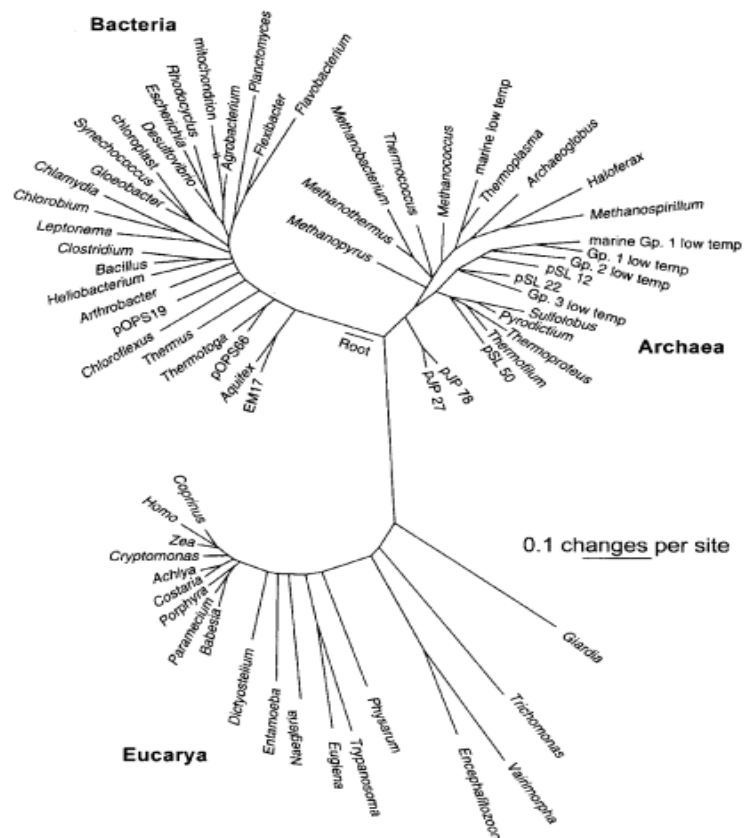 Bacteria
Flavobacterium
Flexibacter
Planctomyces
Agrobacterium
mitochondrion
Rhodocyclus
Escherichia
Desulfovibrio
chloroplast
Synechococcus
Gloeobacter
Chlamydia
Chlorobium
Leptonema
Clostridium
Bacillus
Heliobacterium
Arthrobacter
pOPS19
Chloroflexus
Thermus
Thermotoga
pOPS66
Aquifex
EM17
Root
Methanopyrus
Methanothermus
Methanobacterium
Thermococcus
Methanococcus
marine low temp
Thermoplasma
Archaeoglobus
Haloferax
Methanospirillum
marine Gp. 1 low temp
Gp. 1 low temp
Gp. 2 low temp
pSL 12
pSL 22
Gp. 3 low temp
Sulfolobus
Pyrodictium
Thermoproteus
Thermofilum
pSL 50
pJP 78
pJP 27
Archaea
Coprinus
Homo
Zea
Cryptomonas
Achlya
Costaria
Porphyra
Paramecium
Babesia
Dictyostelium
Entamoeba
Naegleria
Euglena
Trypanosoma
Physarum
Encephalitozoon
Vairimorpha
Trichomonas
Giardia
0.1 changes per site
Eucarya